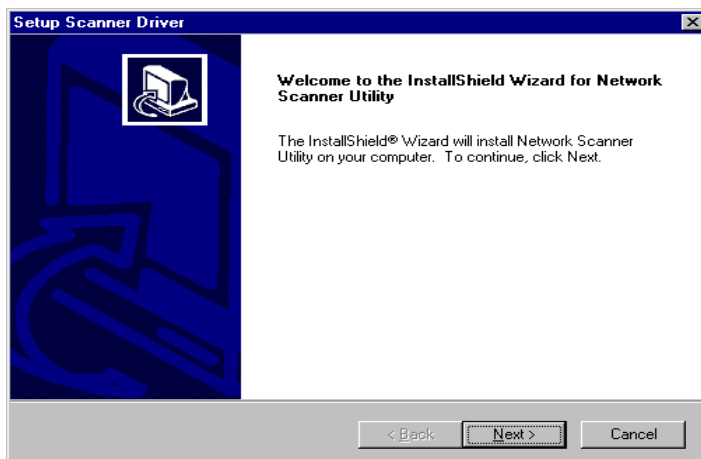 Setup Scanner Driver
Welcome to the InstallShield Wizard for Network
Scanner Utility
The InstallShield® Wizard will install Network Scanner
Utility on your computer.  To continue, click Next.
< Back
Next >
Cancel